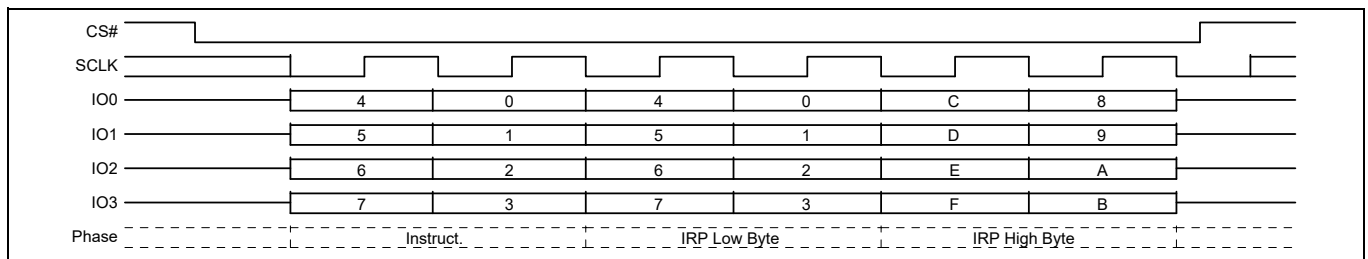 CS#
SCLK
IO0 4 0 4 0 C 8
IO1 5 1 5 1 D 9
IO2 6 2 6 2 E A
IO3 7 3 7 3 F B
Phase Instruct. IRP Low Byte IRP High Byte